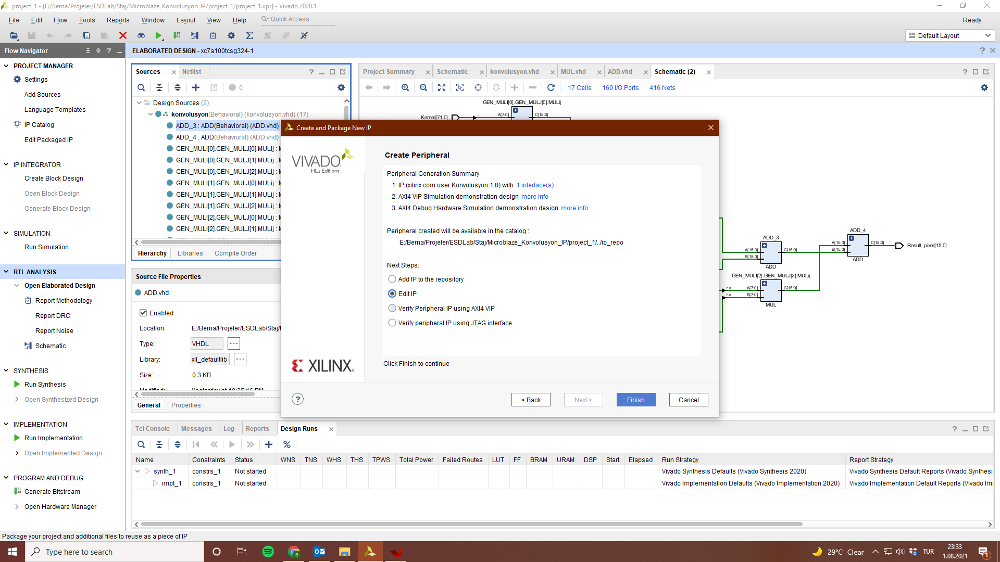 project_1 - [E:/Berna/Projeler/ESDLab/Staj/Microblaze_Konvolusyon_IP/project_1/project_1.xpr] - Vivado 2020.1
File Edit Flow Tools Reports Window Layout View Help Quick Access
Ready
Default Layout
Flow Navigator
ELABORATED DESIGN - xc7a100tcsg324-1
PROJECT MANAGER
Settings
Add Sources
Language Templates
IP Catalog
Edit Packaged IP
IP INTEGRATOR
Create Block Design
Open Block Design
Generate Block Design
SIMULATION
Run Simulation
RTL ANALYSIS
Open Elaborated Design
Report Methodology
Report DRC
Report Noise
Schematic
SYNTHESIS
Run Synthesis
Open Synthesized Design
IMPLEMENTATION
Run Implementation
Open Implemented Design
PROGRAM AND DEBUG
Generate Bitstream
Open Hardware Manager
Sources Netlist
0
Design Sources (2)
konvolusyon(Behavioral) (konvolusyon.vhd) (17)
ADD_3 : ADD(Behavioral) (ADD.vhd)
ADD_4 : ADD(Behavioral) (ADD.vhd)
GEN_MULI[0].GEN_MULJ[0].MULij :
GEN_MULI[0].GEN_MULJ[1].MULij :
GEN_MULI[0].GEN_MULJ[2].MULij :
GEN_MULI[1].GEN_MULJ[0].MULij :
GEN_MULI[1].GEN_MULJ[1].MULij :
GEN_MULI[1].GEN_MULJ[2].MULij :
GEN_MULI[2].GEN_MULJ[0].MULij :
GEN_MULI[2].GEN_MULJ[1].MULij :
Hierarchy Libraries Compile Order
Source File Properties
ADD.vhd
Enabled
Location: E:/Berna/Projeler/ESDLab/Staj/
Type: VHDL
Library: xil_defaultlib
Size: 0.3 KB
Modified: Yesterday at 18:25:16 PM
General Properties
Project Summary Schematic konvolusyon.vhd MUL.vhd ADD.vhd Schematic (2)
17 Cells 160 I/O Ports 416 Nets
GEN_MULI[0].GEN_MULJ[0].MULij
Kernel[71:0] A[7:0] C[15:0]
ADD_4
ADD_3
A[15:0] C[15:0]
B[15:0]
Result_pixel[15:0]
A[15:0] C[15:0]
B[15:0]
ADD
ADD
GEN_MULI[2].GEN_MULJ[2].MULij
7:0 A[7:0] C[15:0]
7:0 B[7:0]
MUL
Create and Package New IP
VIVADO
HLx Editions
XILINX
Create Peripheral
Peripheral Generation Summary
1. IP (xilinx.com:user:Konvolusyon:1.0) with 1 interface(s)
2. AXI4 VIP Simulation demonstration design more info
3. AXI4 Debug Hardware Simulation demonstration design more info
Peripheral created will be available in the catalog :
E:/Berna/Projeler/ESDLab/Staj/Microblaze_Konvolusyon_IP/project_1/../ip_repo
Next Steps:
Add IP to the repository
Edit IP
Verify Peripheral IP using AXI4 VIP
Verify peripheral IP using JTAG interface
Click Finish to continue
< Back Next > Finish Cancel
Tcl Console Messages Log Reports Design Runs
Name Constraints Status WNS TNS WHS THS TPWS Total Power Failed Routes LUT FF BRAM URAM DSP Start Elapsed Run Strategy Report Strategy
synth_1 constrs_1 Not started Vivado Synthesis Defaults (Vivado Synthesis 2020) Vivado Synthesis Default Reports (Vivado Synthesi
impl_1 constrs_1 Not started Vivado Implementation Defaults (Vivado Implementation 2020) Vivado Implementation Default Reports (Vivado Im
Package your project and additional files to reuse as a piece of IP
Type here to search
29°C Clear
TUR
23:33
1.08.2021
1